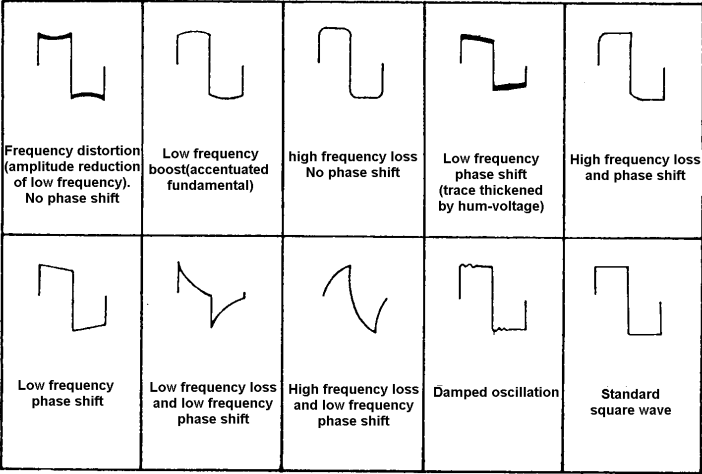 Frequency distortion
(amplitude reduction
of low frequency).
No phase shift
Low frequency
boost(accentuated
fundamental)
high frequency loss
No phase shift
Low frequency
phase shift
(trace thickened
by hum-voltage)
High frequency loss
and phase shift
Low frequency
phase shift
Low frequency loss
and low frequency
phase shift
High frequency loss
and low frequency
phase shift
Damped oscillation
Standard
square wave